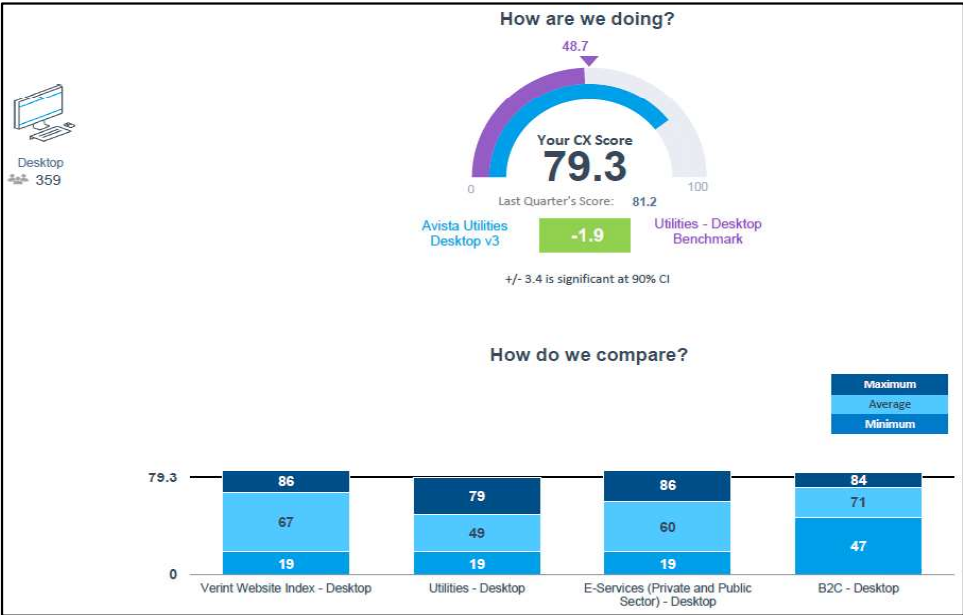 How are we doing?
48.7
Desktop
359
Your CX Score
79.3
0
100
Last Quarter's Score: 81.2
Avista Utilities
Desktop v3
-1.9
Utilities - Desktop
Benchmark
+/- 3.4 is significant at 90% CI
How do we compare?
Maximum
Average
Minimum
79.3
86
67
19
79
49
19
86
60
19
84
71
47
0
Verint Website Index - Desktop
Utilities - Desktop
E-Services (Private and Public
Sector) - Desktop
B2C - Desktop